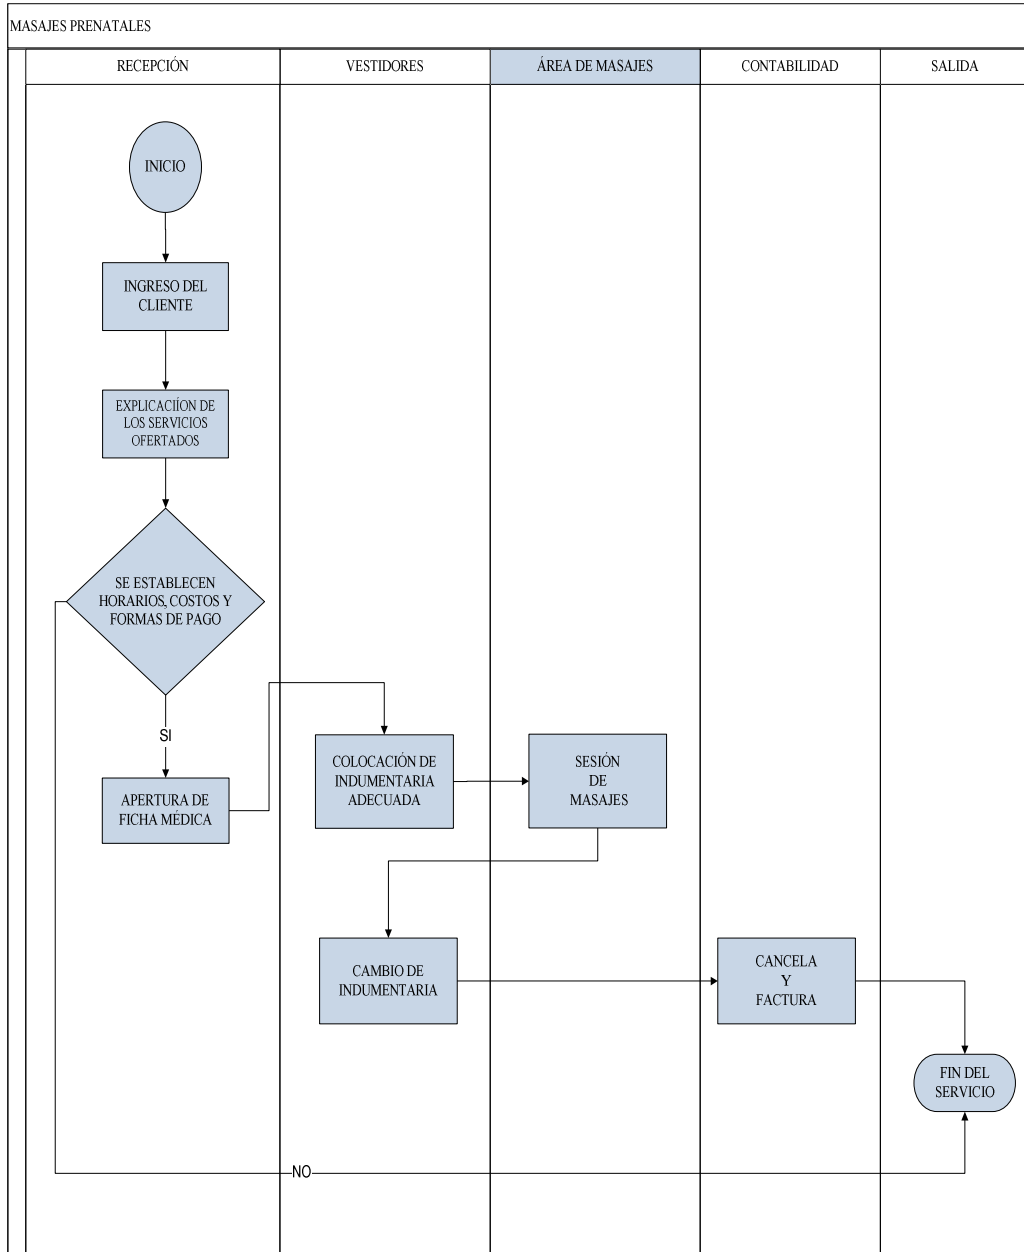 MASAJES PRENATALES
RECEPCIÓN
VESTIDORES
ÁREA DE MASAJES
CONTABILIDAD
SALIDA
INICIO
INGRESO DEL
CLIENTE
EXPLICACIÍON DE
LOS SERVICIOS
OFERTADOS
SE ESTABLECEN
HORARIOS, COSTOS Y
FORMAS DE PAGO
SI
APERTURA DE
FICHA MÉDICA
COLOCACIÓN DE
INDUMENTARIA
ADECUADA
SESIÓN
DE
MASAJES
CAMBIO DE
INDUMENTARIA
CANCELA
Y
FACTURA
FIN DEL
SERVICIO
NO